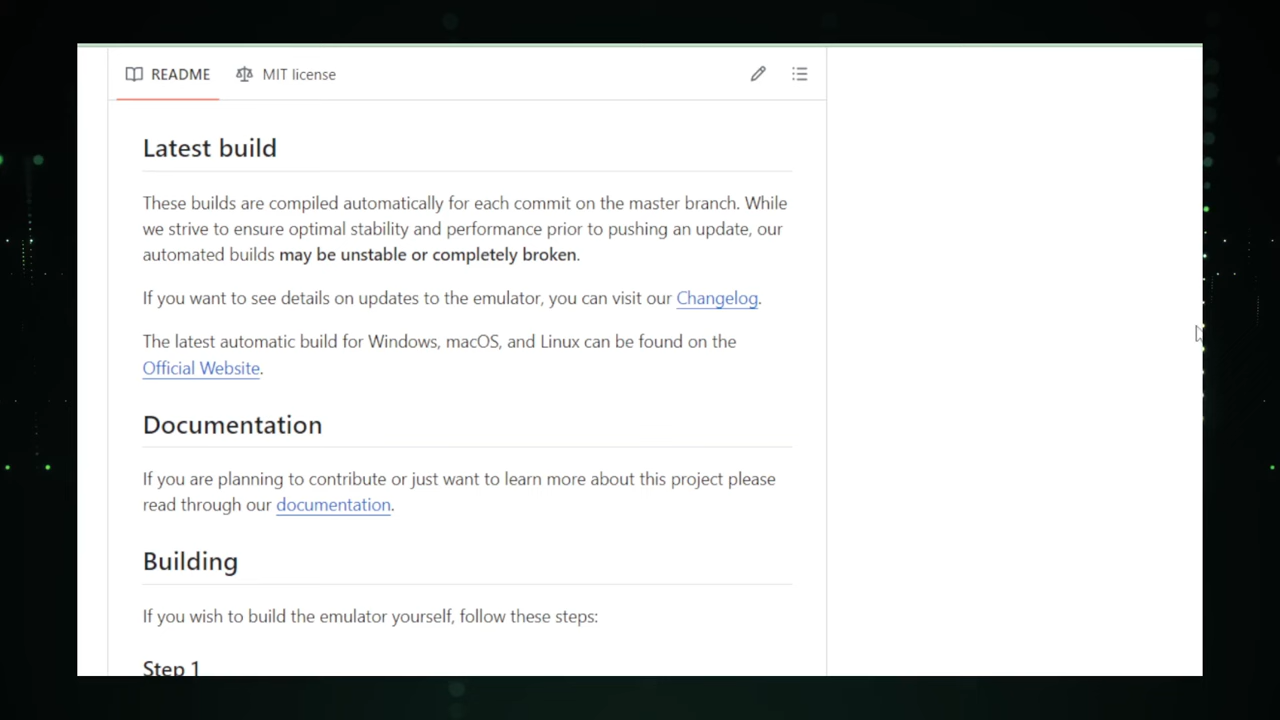 README MIT license
Latest build
These builds are compiled automatically for each commit on the master branch. While
we strive to ensure optimal stability and performance prior to pushing an update, our
automated builds may be unstable or completely broken.
If you want to see details on updates to the emulator, you can visit our Changelog.
The latest automatic build for Windows, macOS, and Linux can be found on the
Official Website.
Documentation
If you are planning to contribute or just want to learn more about this project please
read through our documentation.
Building
If you wish to build the emulator yourself, follow these steps:
Step 1